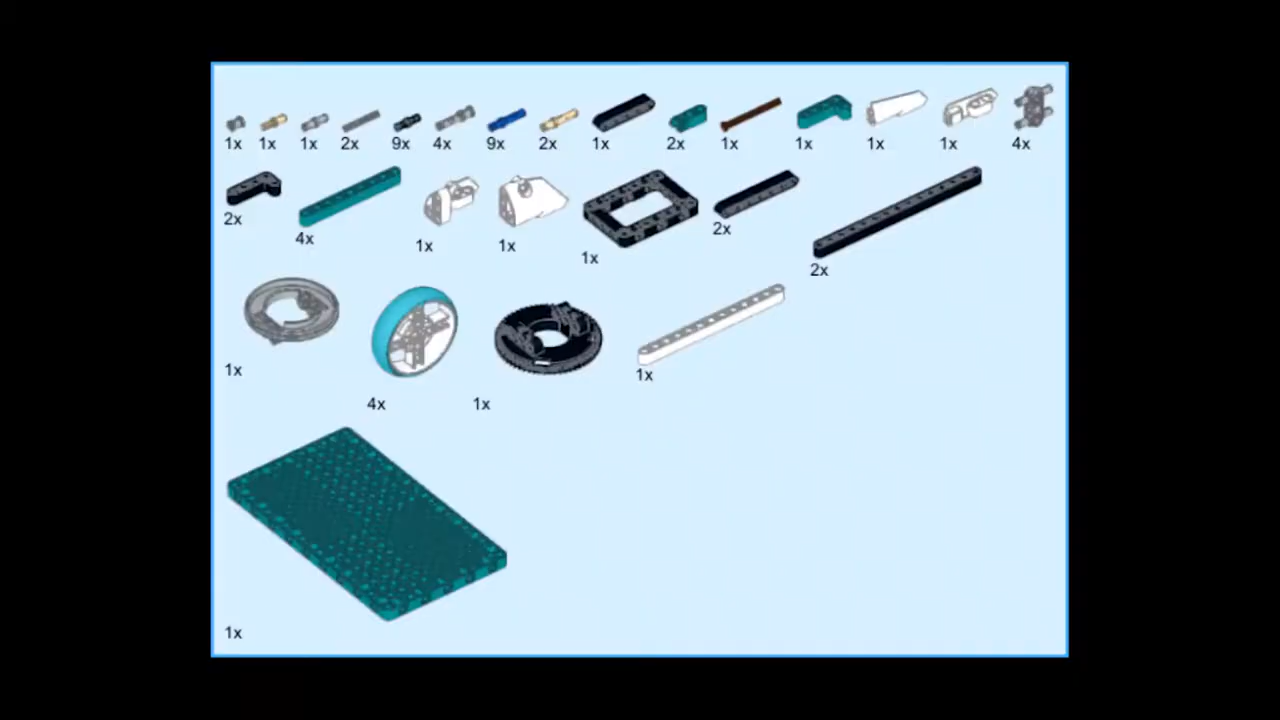 1x 1x 1x 2x 9x 4x 9x 2x 1x 2x 1x 1x 1x 1x 4x
2x 4x 1x 1x 1x 2x 2x
1x 4x 1x 1x
1x